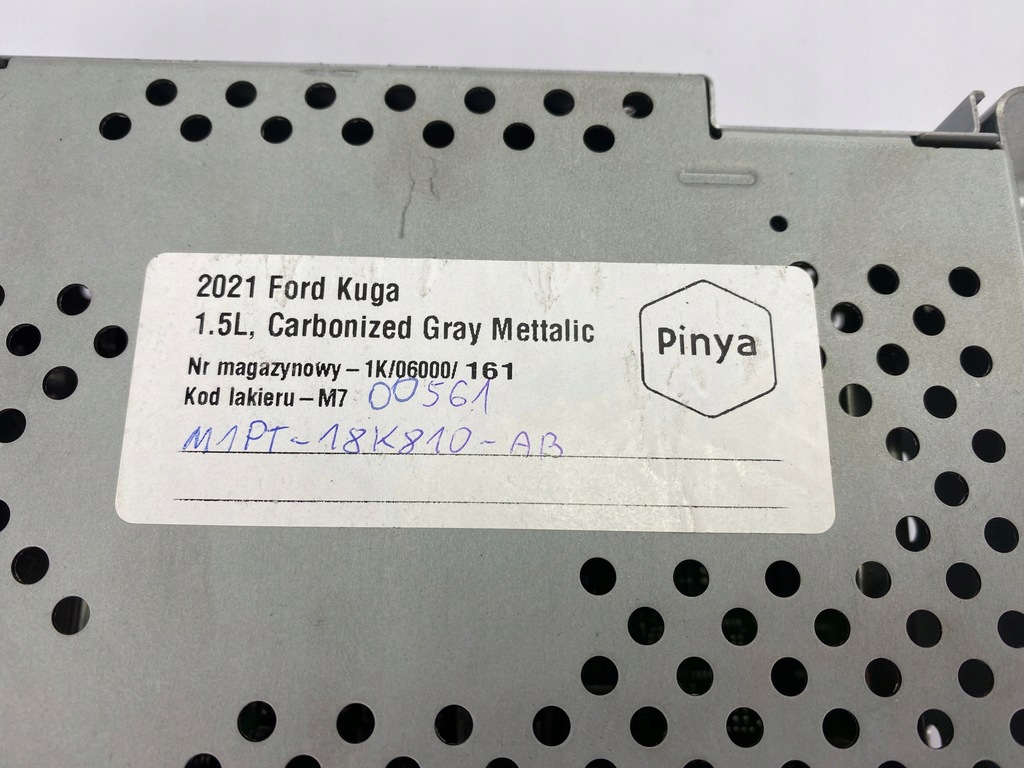 2021 Ford Kuga
1.5L, Carbonized Gray Mettalic
Nr magazynowy – 1K/06000/ 161
Kod lakieru – M7 00561
M1PT-18K810-AB
Pinya